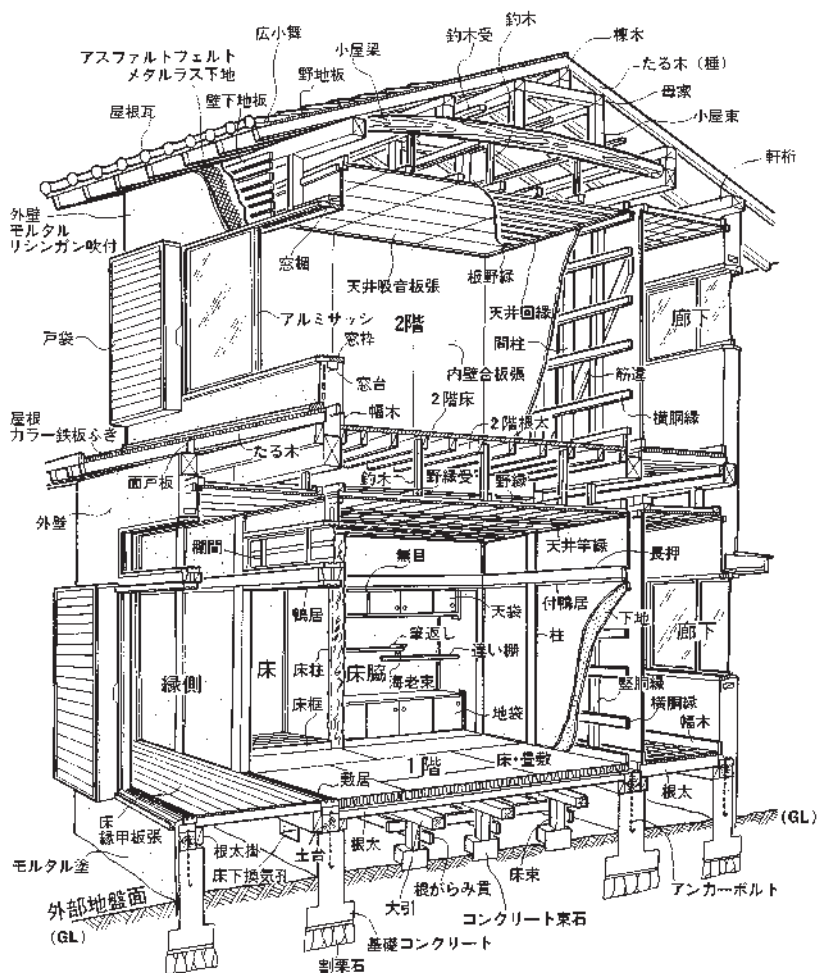 広小舞
小屋梁
釣木受
釣木
棟木
アスファルトフェルト
メタルラス下地
野地板
たる木（種）
壁下地板
母家
屋根瓦
小屋束
軒桁
外壁
モルタル
リシンガン吹付
窓楣
天井吸音板張
板野縁
天井回縁
廊下
戸袋
アルミサッシ
2階
間柱
窓枠
内壁合板張
筋違
窓台
2階床
横胴縁
屋根
カラー鉄板ふき
幅木
2階根太
たる木
面戸板
釣木
野縁受
野縁
外壁
天井竿縁
欄間
無目
長押
鴨居
天袋
付鴨居
下地
筆返し
柱
廊下
縁側
床
床柱
床脇
違い棚
海老束
竪胴縁
床框
地袋
横胴縁
幅木
1階
床・畳敷
敷居
根太
床
縁甲板張
(GL)
モルタル塗
根太掛
土台
根太
床下換気孔
大引
根がらみ貫
床束
アンカーボルト
コンクリート束石
外部地盤面
(GL)
基礎コンクリート
割栗石